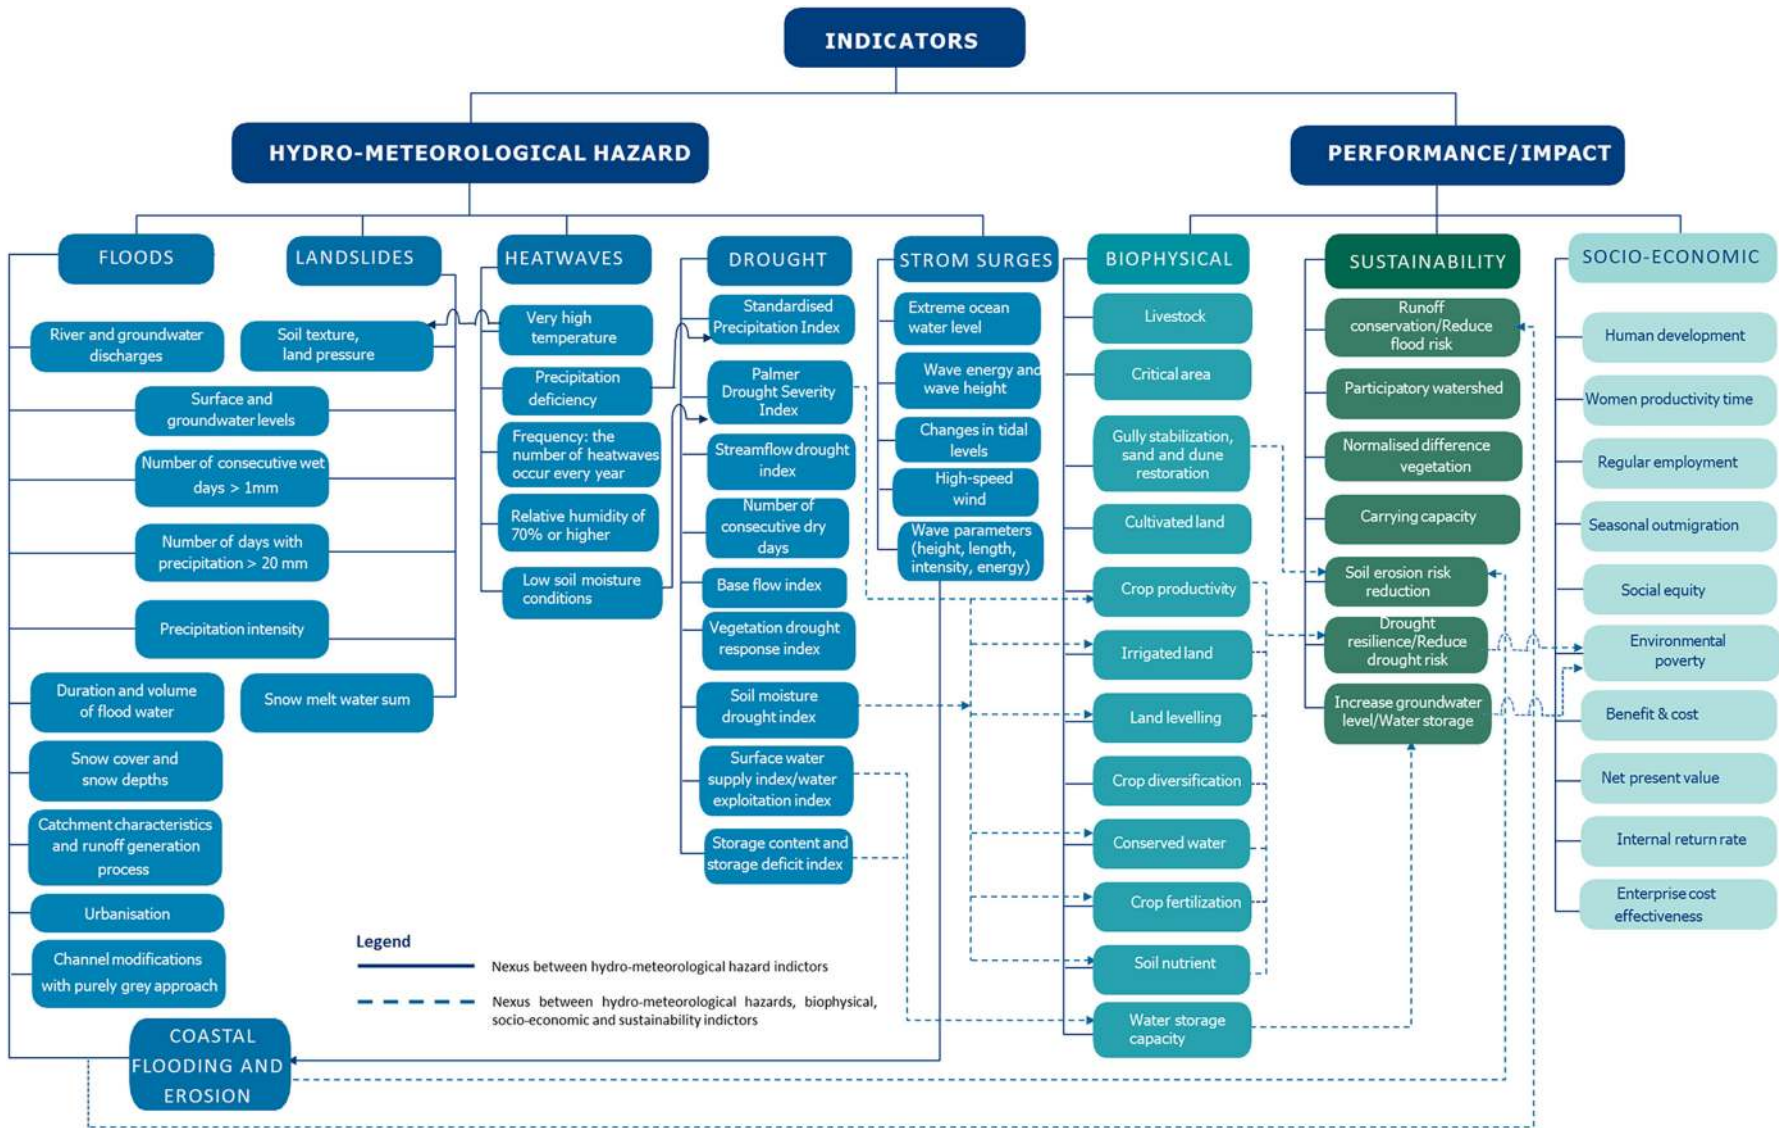 INDICATORS
HYDRO-METEOROLOGICAL HAZARD
PERFORMANCE/IMPACT
FLOODS
River and groundwater
discharges
Surface and
groundwater levels
Number of consecutive wet
days > 1mm
Number of days with
precipitation > 20 mm
Precipitation intensity
Duration and volume
of flood water
Snow cover and
snow depths
Catchment characteristics
and runoff generation
process
Urbanisation
Channel modifications
with purely grey approach
COASTAL
FLOODING AND
EROSION
LANDSLIDES
Soil texture,
land pressure
Snow melt water sum
HEATWAVES
Very high
temperature
Precipitation
deficiency
Frequency: the
number of heatwaves
occur every year
Relative humidity of
70% or higher
Low soil moisture
conditions
DROUGHT
Standardised
Precipitation Index
Palmer
Drought Severity
Index
Streamflow drought
index
Number of
consecutive dry
days
Base flow index
Vegetation drought
response index
Soil moisture
drought index
Surface water
supply index/water
exploitation index
Storage content and
storage deficit index
STROM SURGES
Extreme ocean
water level
Wave energy and
wave height
Changes in tidal
levels
High-speed
wind
Wave parameters
(height, length,
intensity, energy)
BIOPHYSICAL
Livestock
Critical area
Gully stabilization,
sand and dune
restoration
Cultivated land
Crop productivity
Irrigated land
Land levelling
Crop diversification
Conserved water
Crop fertilization
Soil nutrient
Water storage
capacity
SUSTAINABILITY
Runoff
conservation/Reduce
flood risk
Participatory watershed
Normalised difference
vegetation
Carrying capacity
Soil erosion risk
reduction
Drought
resilience/Reduce
drought risk
Increase groundwater
level/Water storage
SOCIO-ECONOMIC
Human development
Women productivity time
Regular employment
Seasonal outmigration
Social equity
Environmental
poverty
Benefit & cost
Net present value
Internal return rate
Enterprise cost
effectiveness
Legend
Nexus between hydro-meteorological hazard indictors
Nexus between hydro-meteorological hazards, biophysical,
socio-economic and sustainability indictors